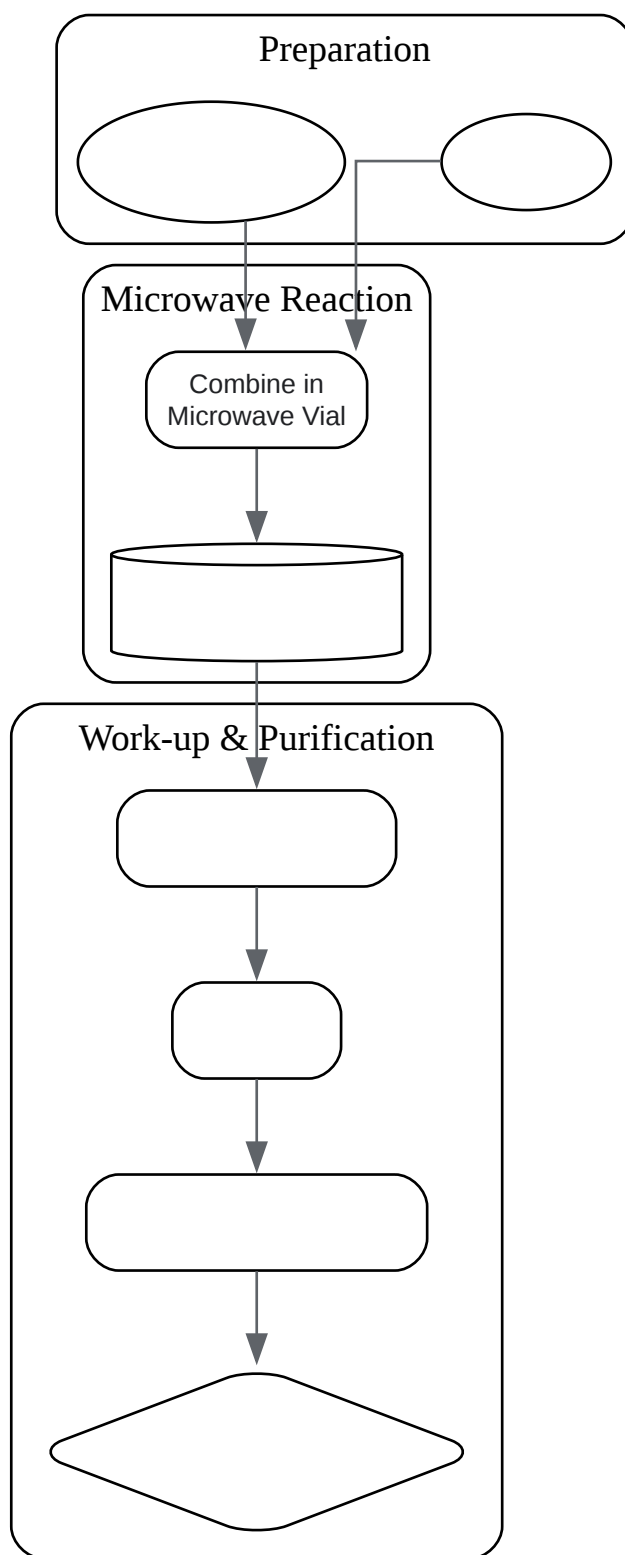 Preparation
Microwave Reaction
Combine in
Microwave Vial
Work-up & Purification